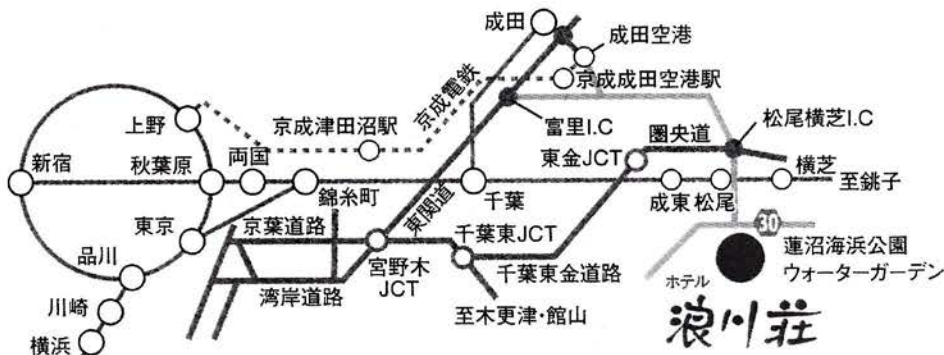 成田
成田空港
京成電鉄
京成成田空港駅
上野
京成津田沼駅
富里I.C
松尾横芝I.C
圏央道
新宿
秋葉原
両国
東金JCT
横芝
至銚子
錦糸町
千葉
成東
松尾
東関道
東京
京葉道路
千葉東JCT
30
品川
宮野木
JCT
千葉東金道路
蓮沼海浜公園
ウォーターガーデン
湾岸道路
川崎
至木更津・館山
ホテル
浪川荘
横浜